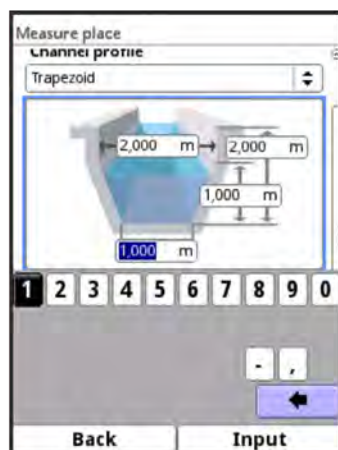 Measure place
Channel profile
Trapezoid
2,000 m 2,000 m
1,000 m
1,000 m
1 2 3 4 5 6 7 8 9 0
- ,
Back Input